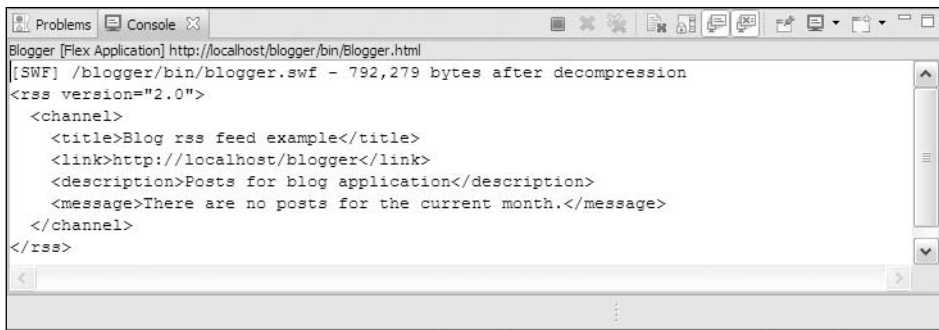 Problems Console
Blogger [Flex Application] http://localhost/blogger/bin/Blogger.html
[SWF] /blogger/bin/blogger.swf - 792,279 bytes after decompression
<rss version="2.0">
  <channel>
    <title>Blog rss feed example</title>
    <link>http://localhost/blogger</link>
    <description>Posts for blog application</description>
    <message>There are no posts for the current month.</message>
  </channel>
</rss>